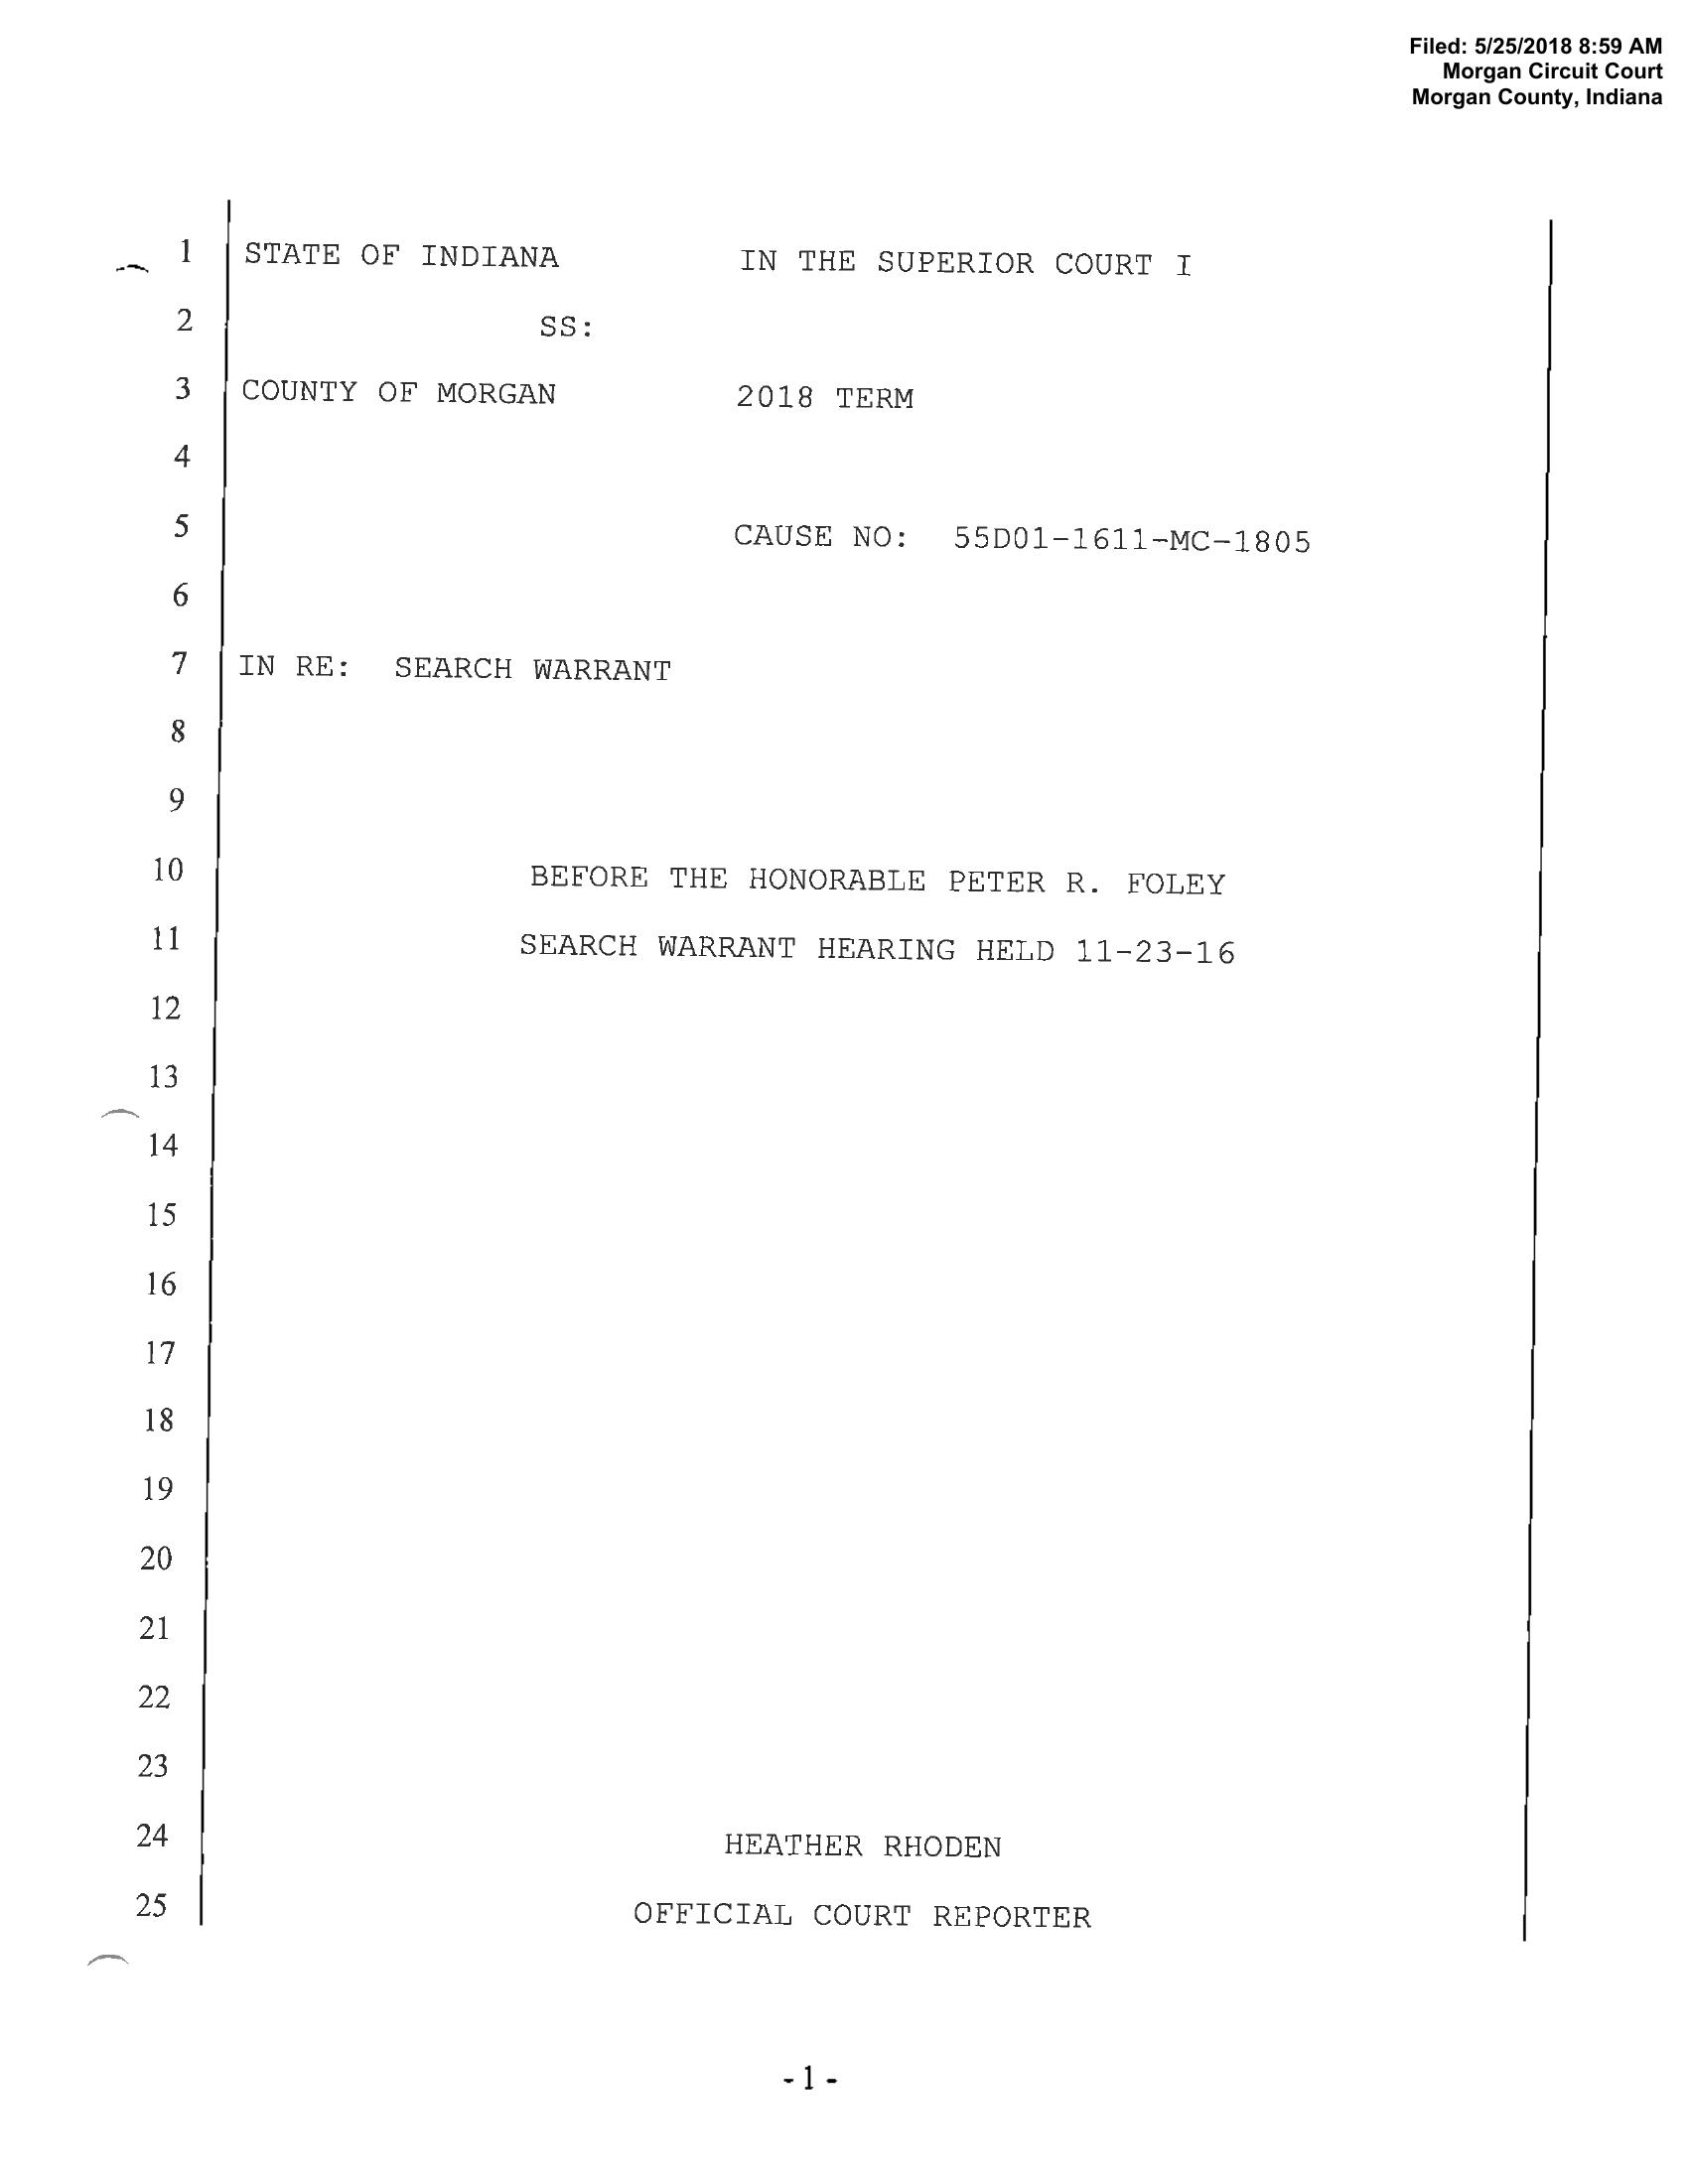 Filed: 5/25/2018 8:59 AM
Morgan Circuit Court
Morgan County, Indiana
1 STATE OF INDIANA IN THE SUPERIOR COURT I
2 SS:
3 COUNTY OF MORGAN 2018 TERM
4
5 CAUSE NO: 55D01-1611-MC-1805
6
7 IN RE: SEARCH WARRANT
8
9
10 BEFORE THE HONORABLE PETER R. FOLEY
11 SEARCH WARRANT HEARING HELD 11-23-16
12
13
14
15
16
17
18
19
20
21
22
23
24 HEATHER RHODEN
25 OFFICIAL COURT REPORTER
- 1 -